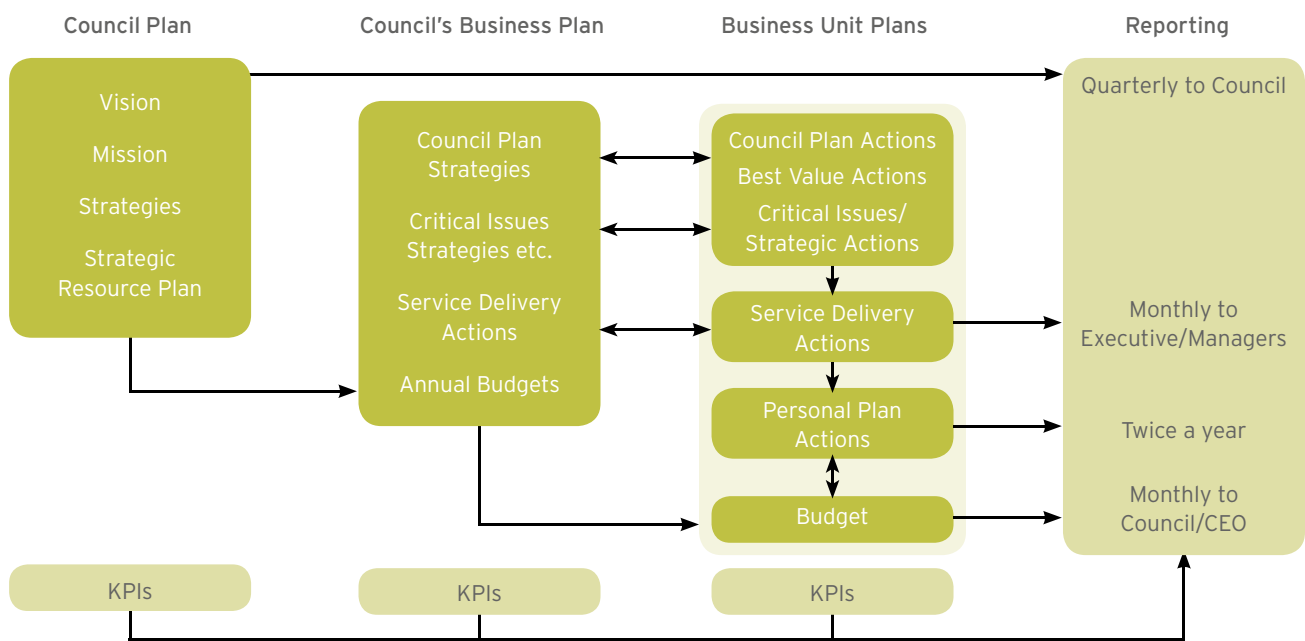 Council Plan
Council's Business Plan
Business Unit Plans
Reporting
Vision
Mission
Strategies
Strategic
Resource Plan
Council Plan
Strategies
Critical Issues
Strategies etc.
Service Delivery
Actions
Annual Budgets
Council Plan Actions
Best Value Actions
Critical Issues/
Strategic Actions
Service Delivery
Actions
Personal Plan
Actions
Budget
Quarterly to Council
Monthly to
Executive/Managers
Twice a year
Monthly to
Council/CEO
KPIs
KPIs
KPIs